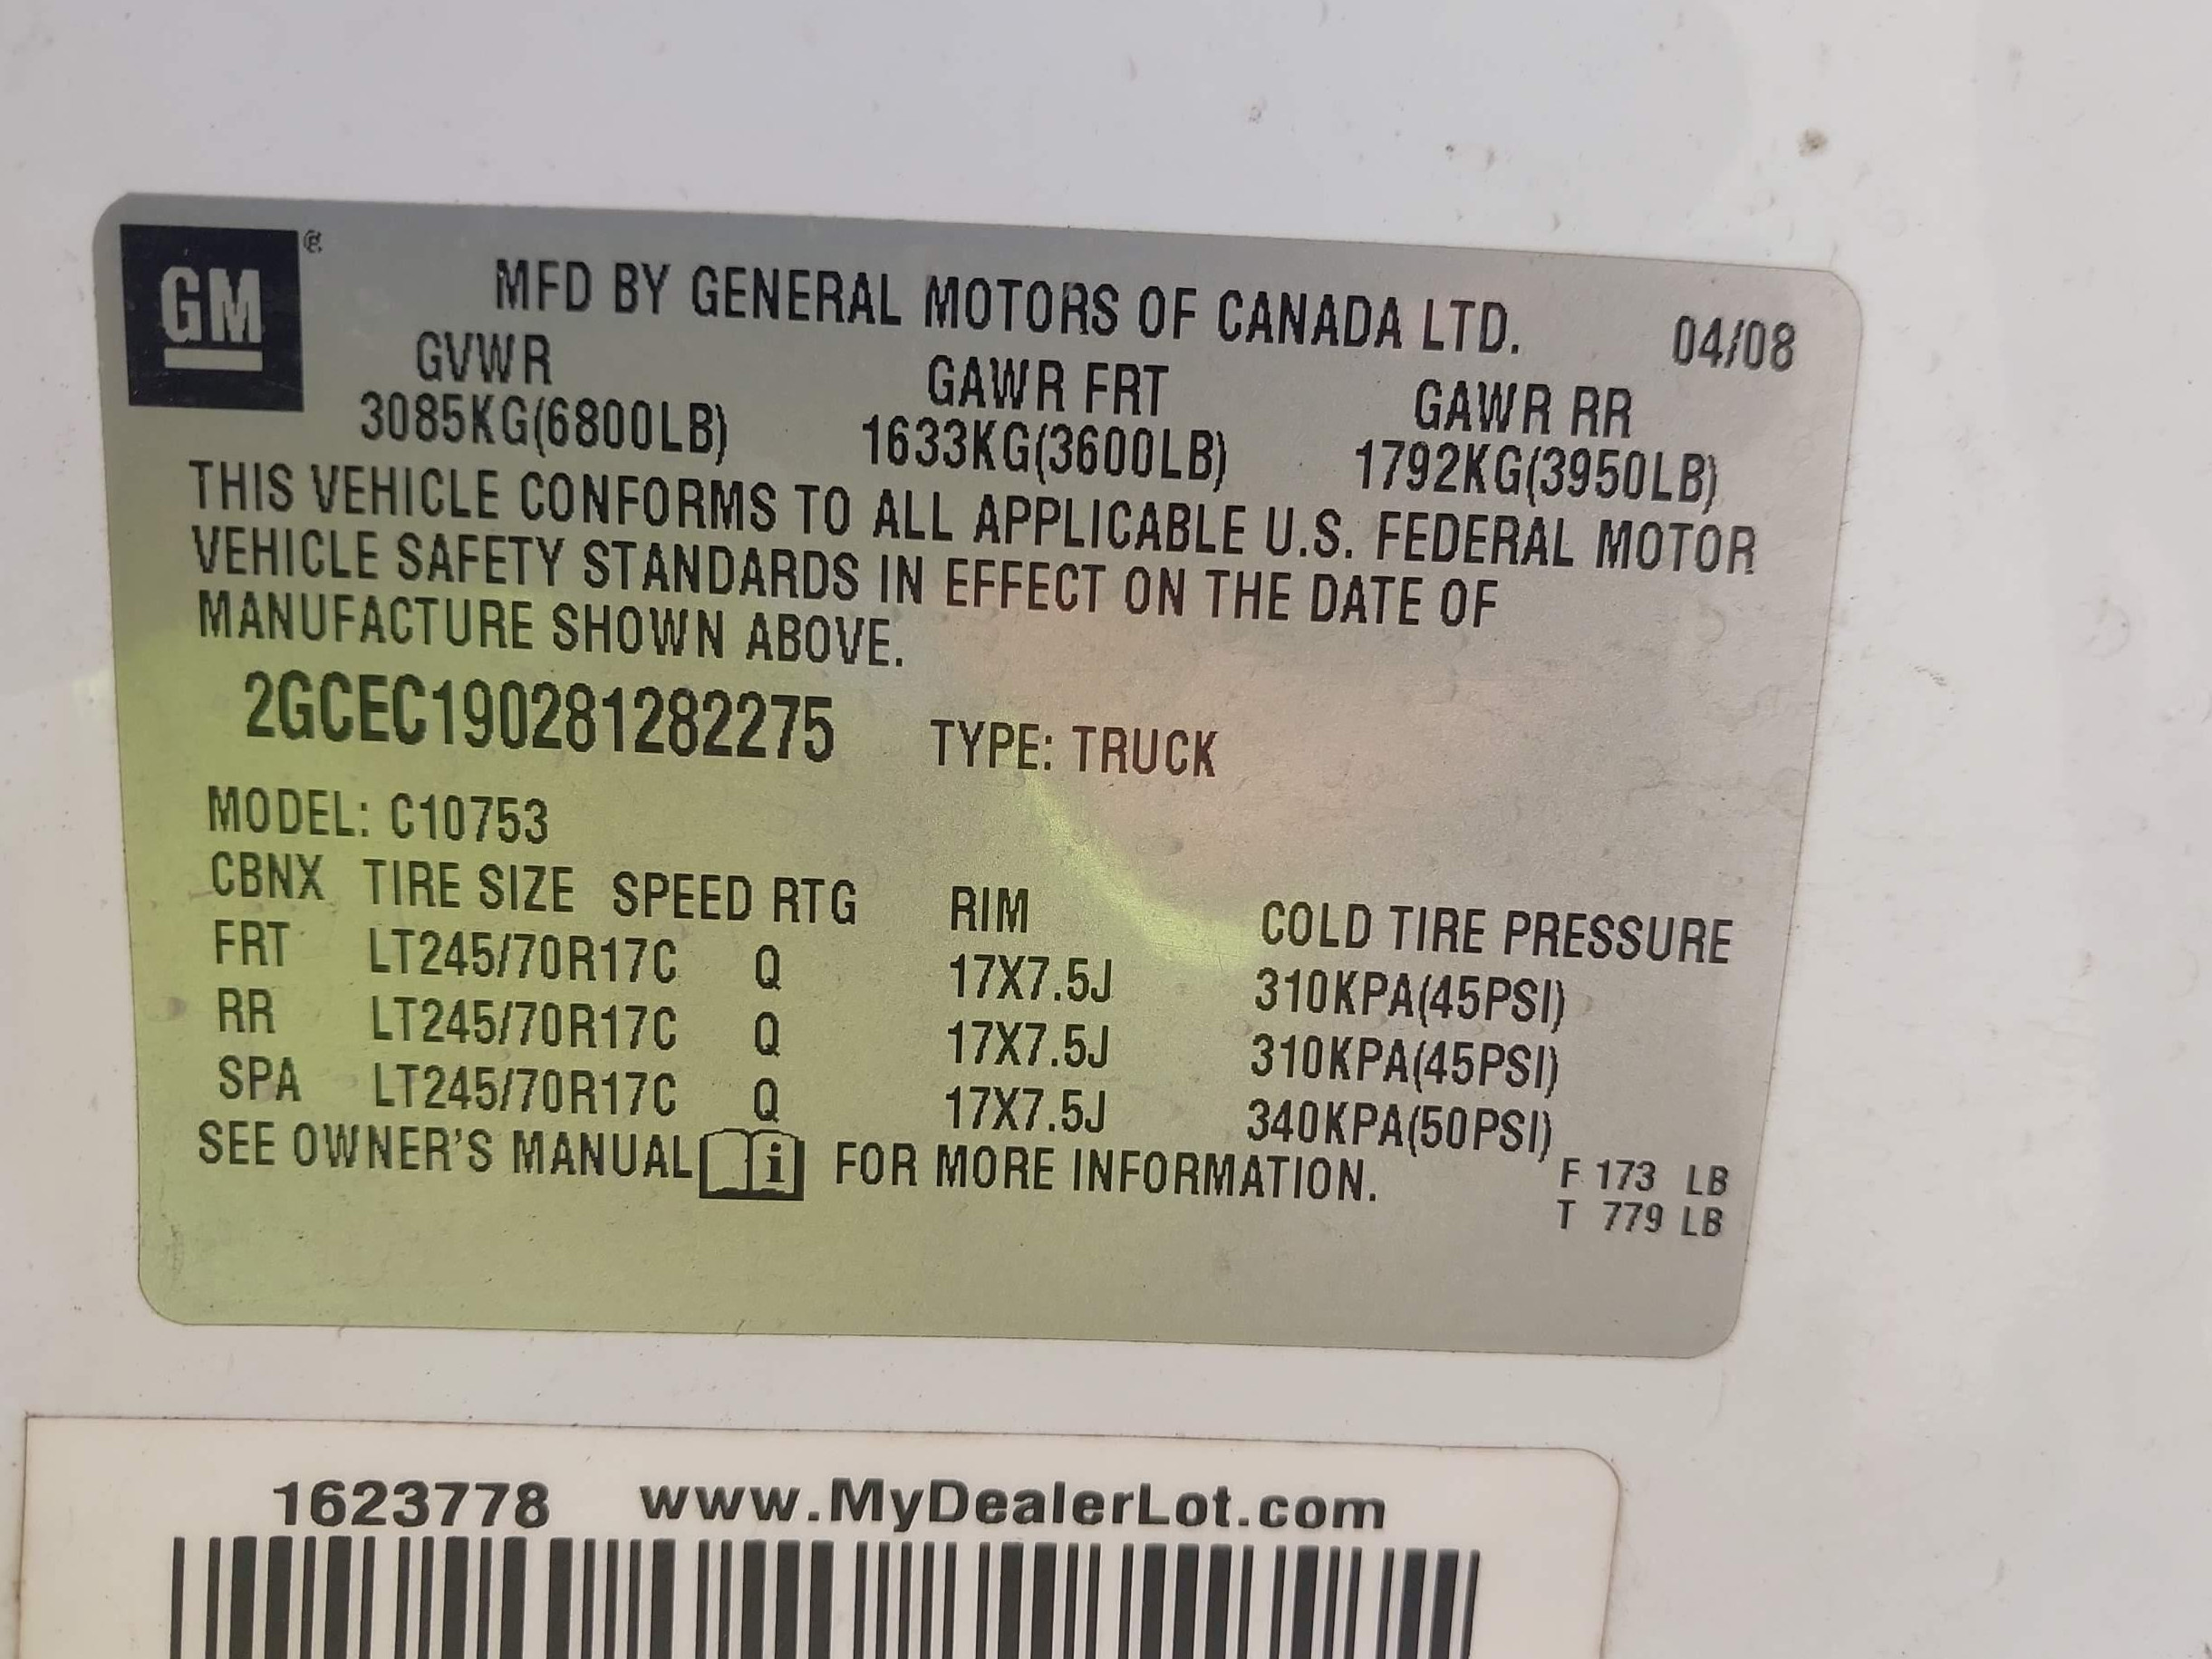 GM®
MFD BY GENERAL MOTORS OF CANADA LTD. 04/08
GVWR GAWR FRT GAWR RR
3085KG(6800LB) 1633KG(3600LB) 1792KG(3950LB)
THIS VEHICLE CONFORMS TO ALL APPLICABLE U.S. FEDERAL MOTOR
VEHICLE SAFETY STANDARDS IN EFFECT ON THE DATE OF
MANUFACTURE SHOWN ABOVE.
2GCEC190281282275 TYPE: TRUCK
MODEL: C10753
CBNX TIRE SIZE SPEED RTG RIM COLD TIRE PRESSURE
FRT LT245/70R17C Q 17X7.5J 310KPA(45PSI)
RR LT245/70R17C Q 17X7.5J 310KPA(45PSI)
SPA LT245/70R17C Q 17X7.5J 340KPA(50PSI)
SEE OWNER'S MANUAL i FOR MORE INFORMATION.
F 173 LB
T 779 LB
1623778 www.MyDealerLot.com